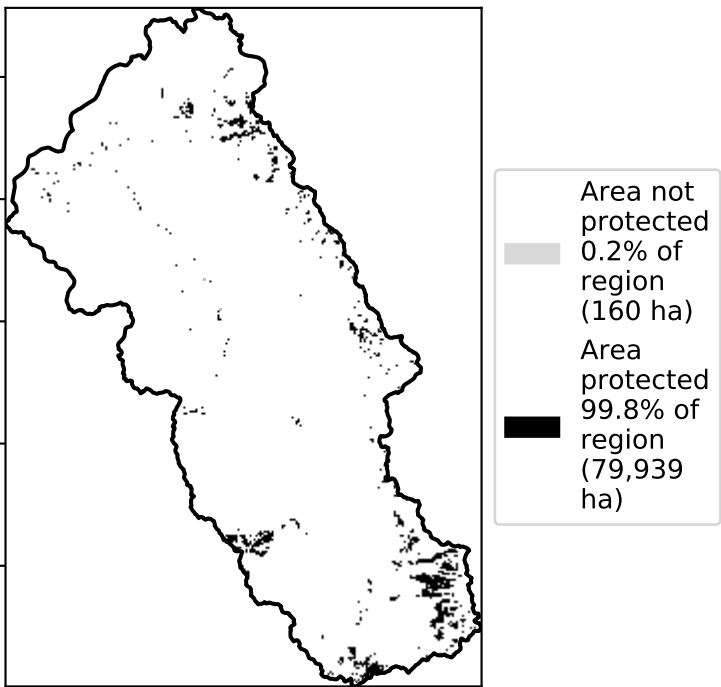 Area not
protected
0.2% of
region
(160 ha)
Area
protected
99.8% of
region
(79,939
ha)